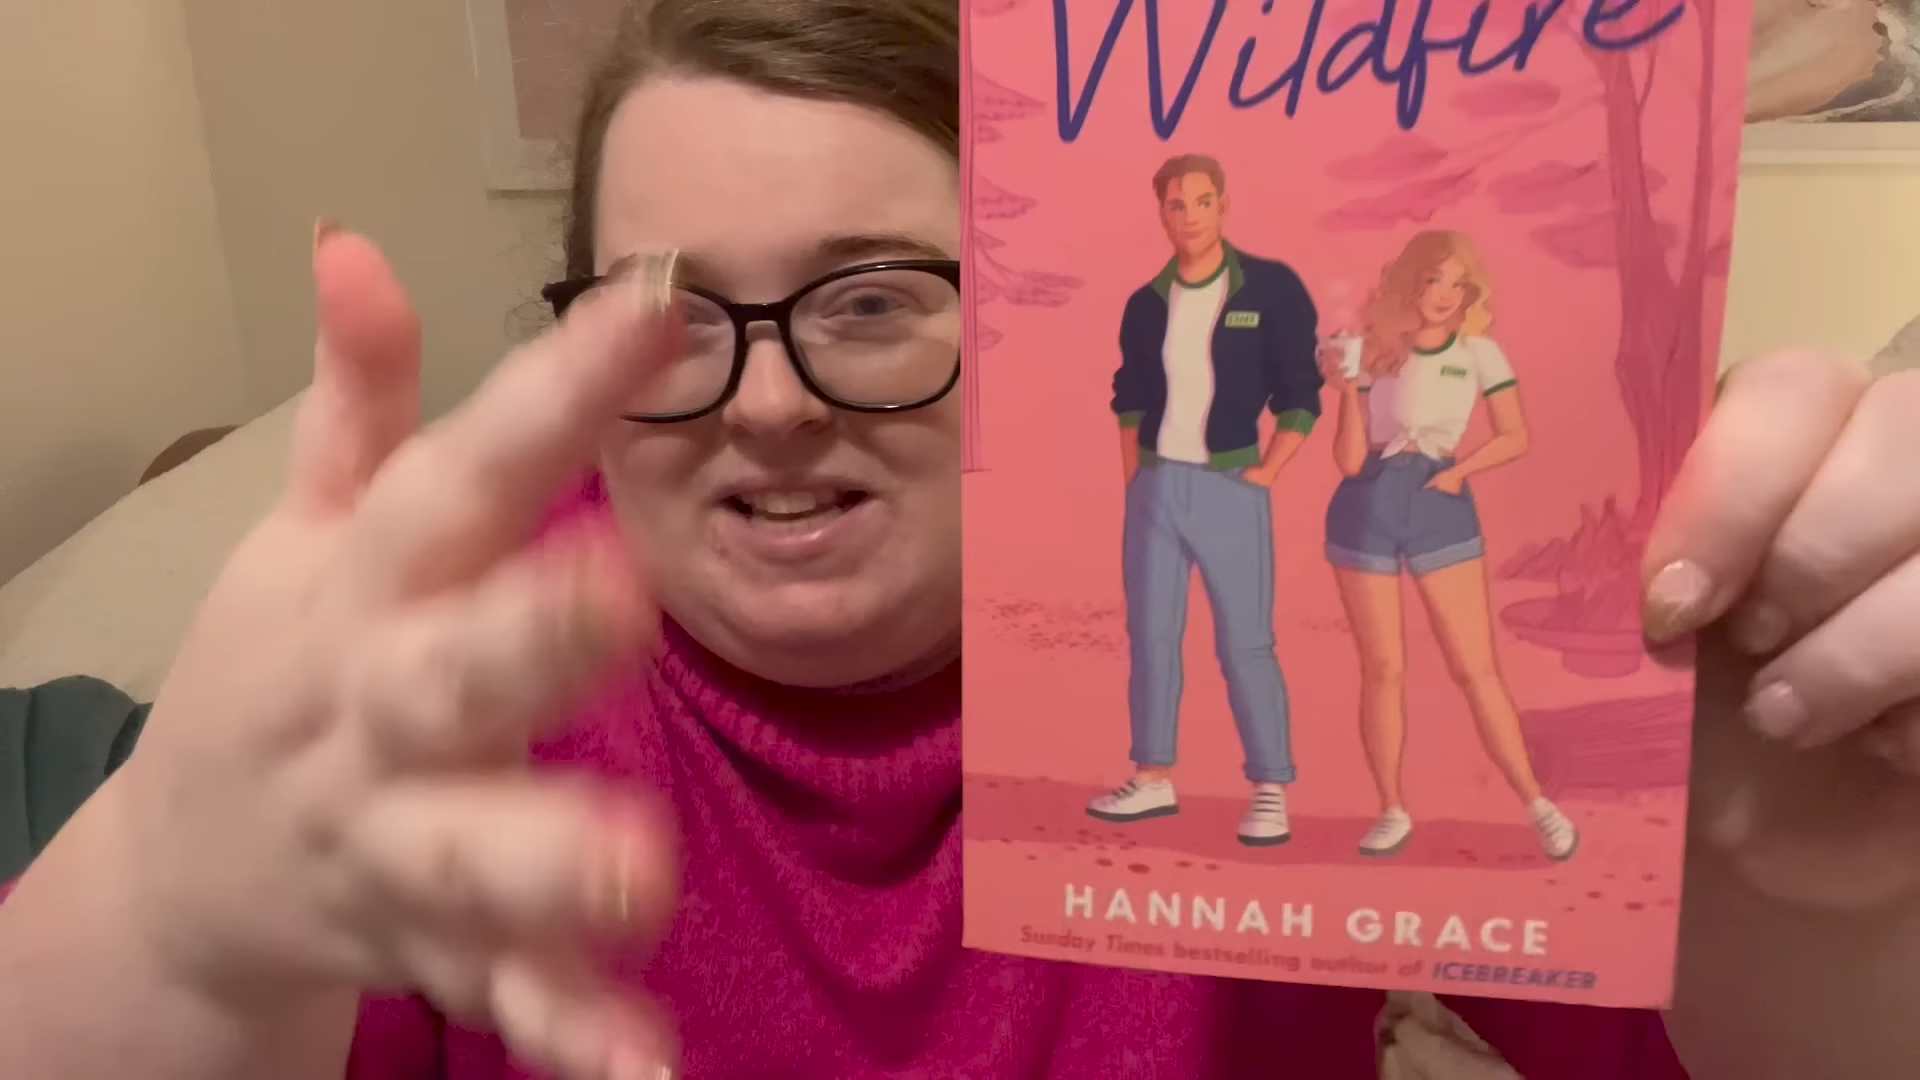 Wildfire
HANNAH GRACE
Sunday Times bestselling author of ICEBREAKER